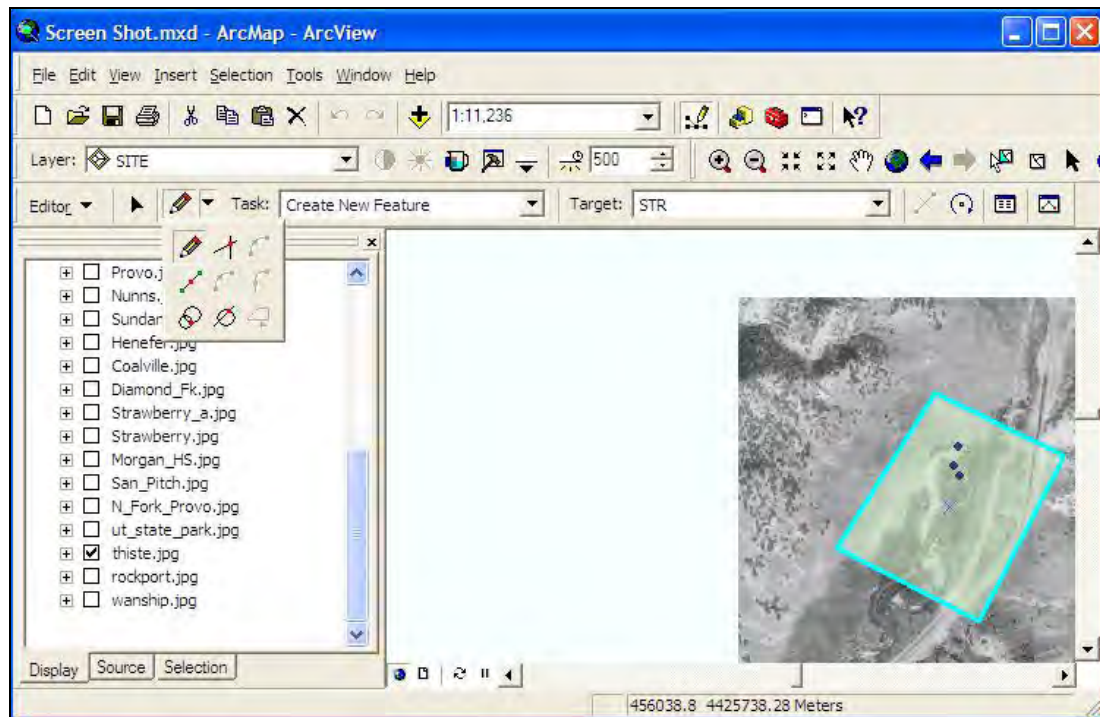 Screen Shot.mxd - ArcMap - ArcView
File Edit View Insert Selection Tools Window Help
1:11,236
Layer: SITE 500
Editor Task: Create New Feature Target: STR
Provo.j
Nunns.
Sundan
Henefer.jpg
Coalville.jpg
Diamond_Fk.jpg
Strawberry_a.jpg
Strawberry.jpg
Morgan_HS.jpg
San_Pitch.jpg
N_Fork_Provo.jpg
ut_state_park.jpg
thiste.jpg
rockport.jpg
wanship.jpg
Display Source Selection
456038.8 4425738.28 Meters